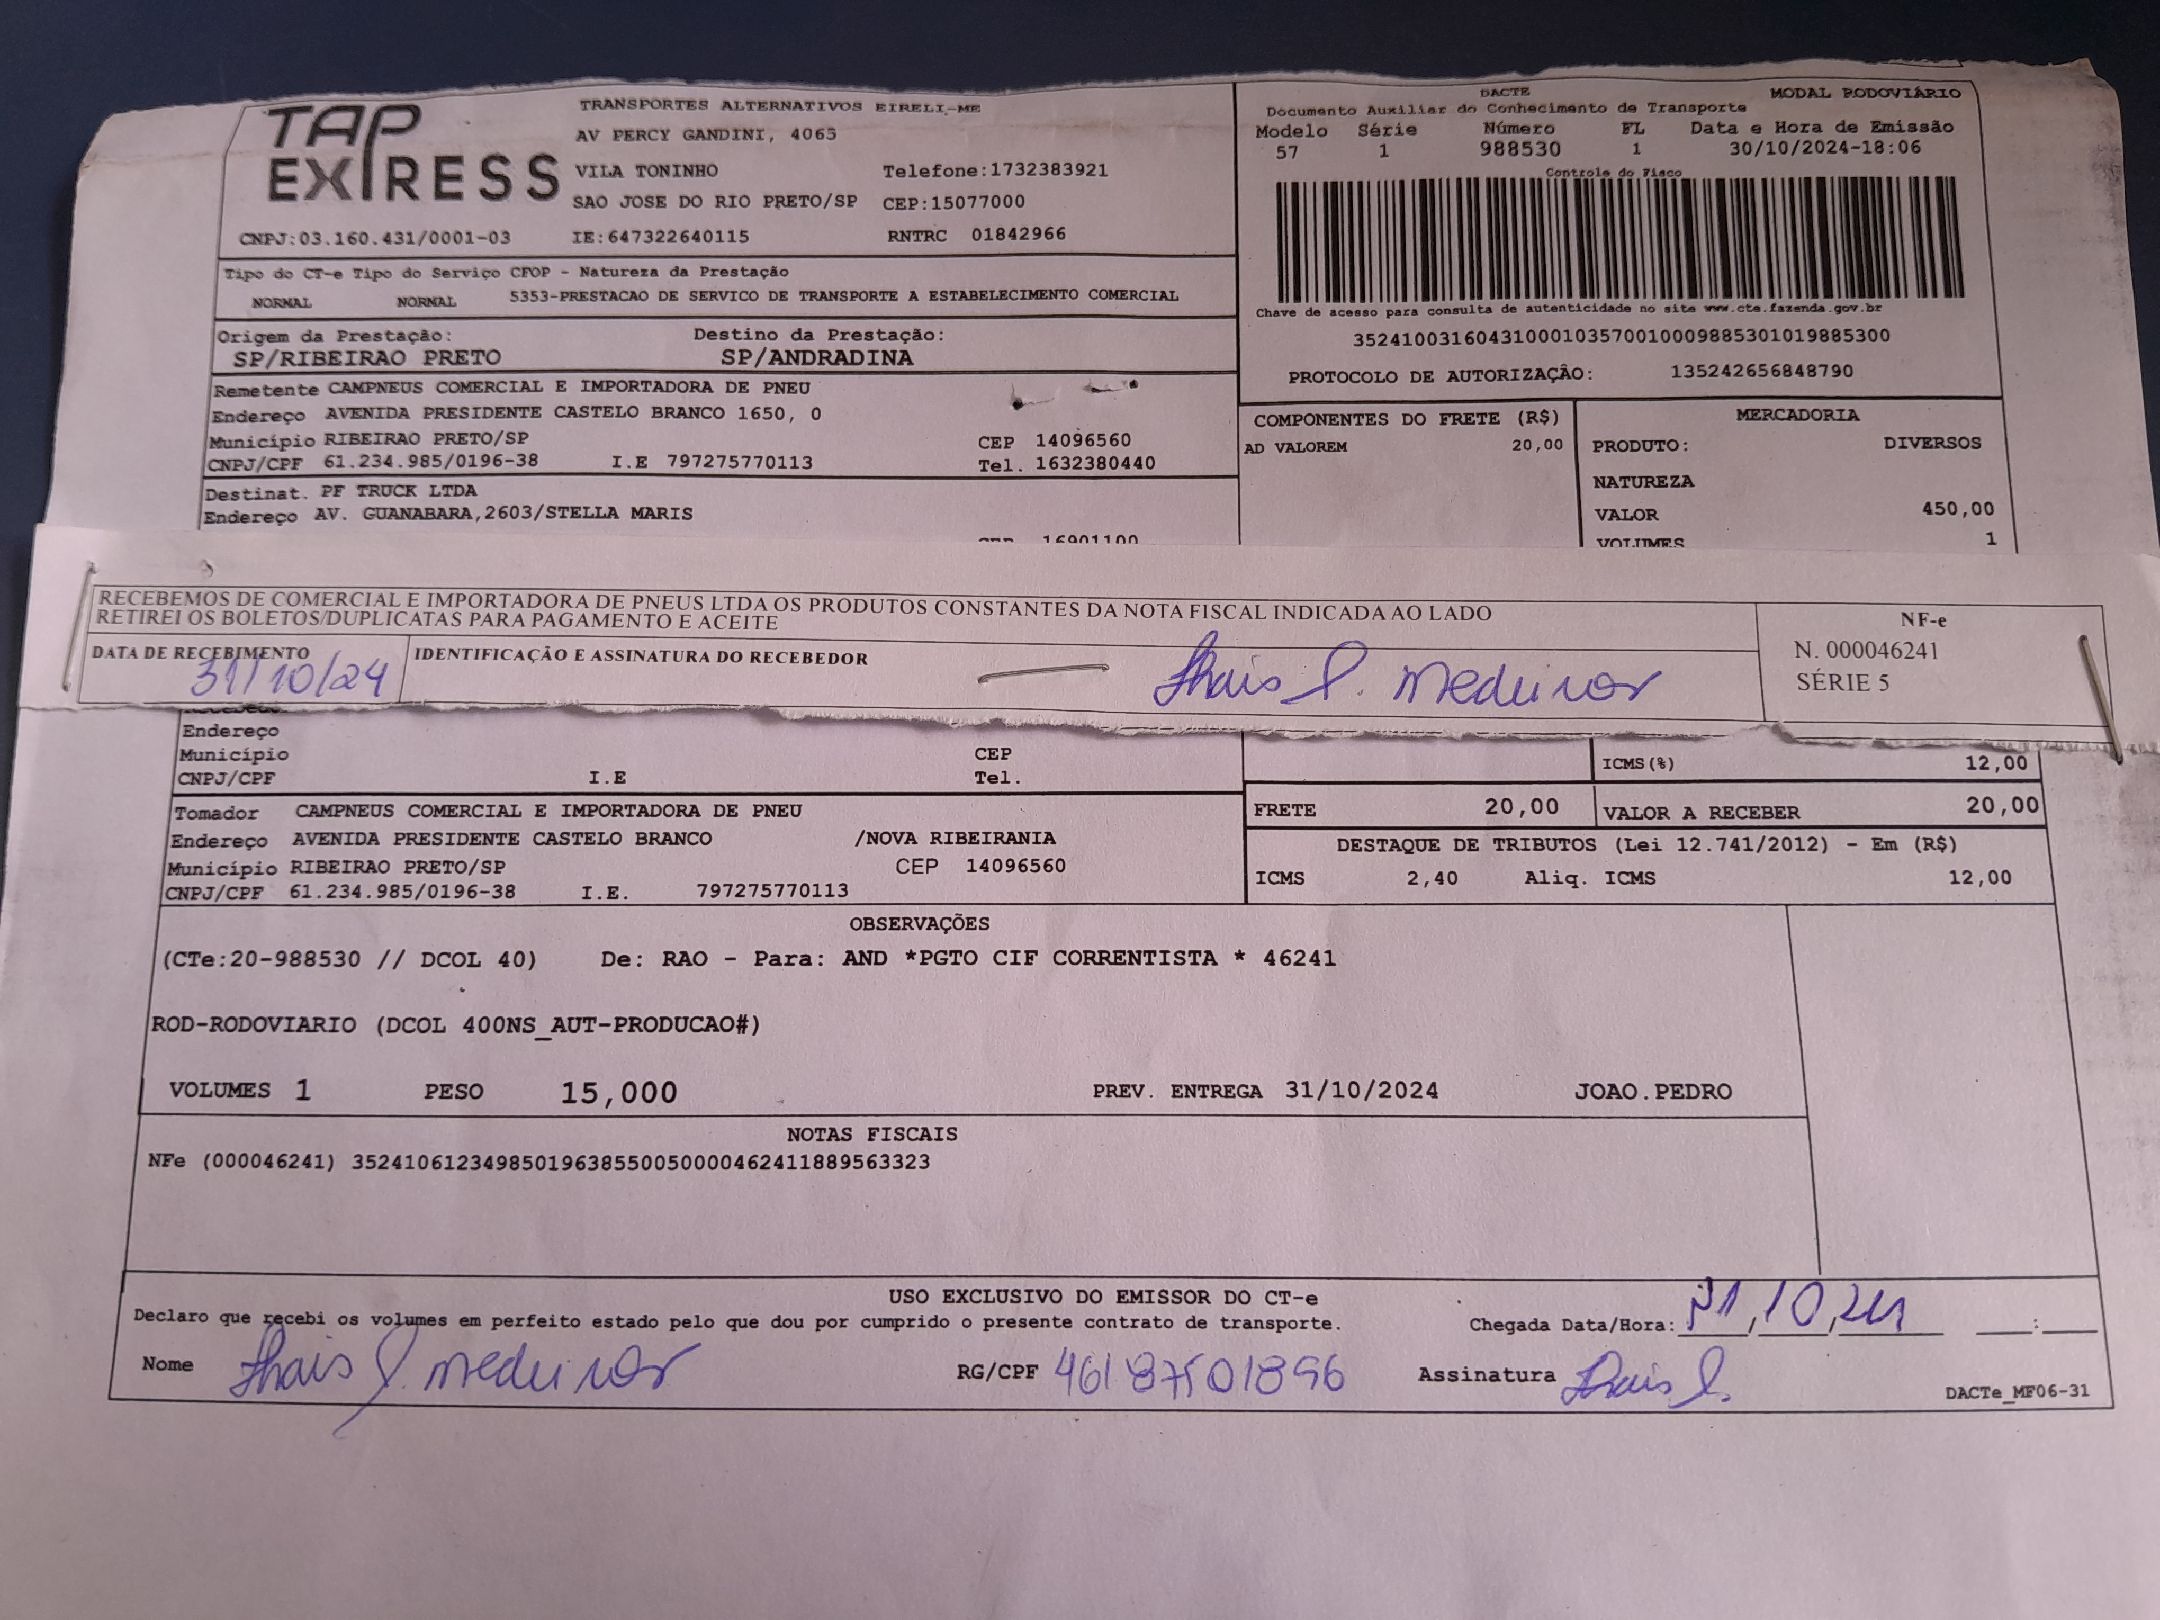 TAP EXPRESS
TRANSPORTES ALTERNATIVOS EIRELI-ME
AV PERCY GANDINI, 4065
VILA TONINHO Telefone:1732383921
SAO JOSE DO RIO PRETO/SP CEP:15077000
CNPJ:03.160.431/0001-03 IE:647322640115 RNTRC 01842966
DACTE MODAL RODOVIÁRIO
Documento Auxiliar do Conhecimento de Transporte
Modelo Série Número FL Data e Hora de Emissão
57 1 988530 1 30/10/2024-18:06
Controle do Fisco
Chave de acesso para consulta de autenticidade no site www.cte.fazenda.gov.br
35241003160431000103570010009885301019885300
PROTOCOLO DE AUTORIZAÇÃO: 135242656848790
Tipo do CT-e Tipo do Serviço CFOP - Natureza da Prestação
NORMAL NORMAL 5353-PRESTACAO DE SERVICO DE TRANSPORTE A ESTABELECIMENTO COMERCIAL
Origem da Prestação: Destino da Prestação:
SP/RIBEIRAO PRETO SP/ANDRADINA
Remetente CAMPNEUS COMERCIAL E IMPORTADORA DE PNEU
Endereço AVENIDA PRESIDENTE CASTELO BRANCO 1650, 0
Município RIBEIRAO PRETO/SP CEP 14096560
CNPJ/CPF 61.234.985/0196-38 I.E 797275770113 Tel. 1632380440
Destinat. PF TRUCK LTDA
Endereço AV. GUANABARA,2603/STELLA MARIS
CEP 16901100
COMPONENTES DO FRETE (R$)
AD VALOREM 20,00
MERCADORIA
PRODUTO: DIVERSOS
NATUREZA
VALOR 450,00
VOLUMES 1
RECEBEMOS DE COMERCIAL E IMPORTADORA DE PNEUS LTDA OS PRODUTOS CONSTANTES DA NOTA FISCAL INDICADA AO LADO
RETIREI OS BOLETOS/DUPLICATAS PARA PAGAMENTO E ACEITE
DATA DE RECEBIMENTO IDENTIFICAÇÃO E ASSINATURA DO RECEBEDOR
31/10/24 Thais P. Medeiros
NF-e
N. 000046241
SÉRIE 5
Endereço
Município CEP
CNPJ/CPF I.E Tel.
ICMS(%) 12,00
Tomador CAMPNEUS COMERCIAL E IMPORTADORA DE PNEU
Endereço AVENIDA PRESIDENTE CASTELO BRANCO /NOVA RIBEIRANIA
Município RIBEIRAO PRETO/SP CEP 14096560
CNPJ/CPF 61.234.985/0196-38 I.E. 797275770113
FRETE 20,00 VALOR A RECEBER 20,00
DESTAQUE DE TRIBUTOS (Lei 12.741/2012) - Em (R$)
ICMS 2,40 Aliq. ICMS 12,00
OBSERVAÇÕES
(CTe:20-988530 // DCOL 40) De: RAO - Para: AND *PGTO CIF CORRENTISTA * 46241
ROD-RODOVIARIO (DCOL 400NS_AUT-PRODUCAO#)
VOLUMES 1 PESO 15,000 PREV. ENTREGA 31/10/2024 JOAO.PEDRO
NOTAS FISCAIS
NFe (000046241) 35241061234985019638550050000462411889563323
USO EXCLUSIVO DO EMISSOR DO CT-e
Declaro que recebi os volumes em perfeito estado pelo que dou por cumprido o presente contrato de transporte. Chegada Data/Hora: 31,10,24 :
Nome Thais P. Medeiros RG/CPF 46187501896 Assinatura Thais P.
DACTe_MF06-31